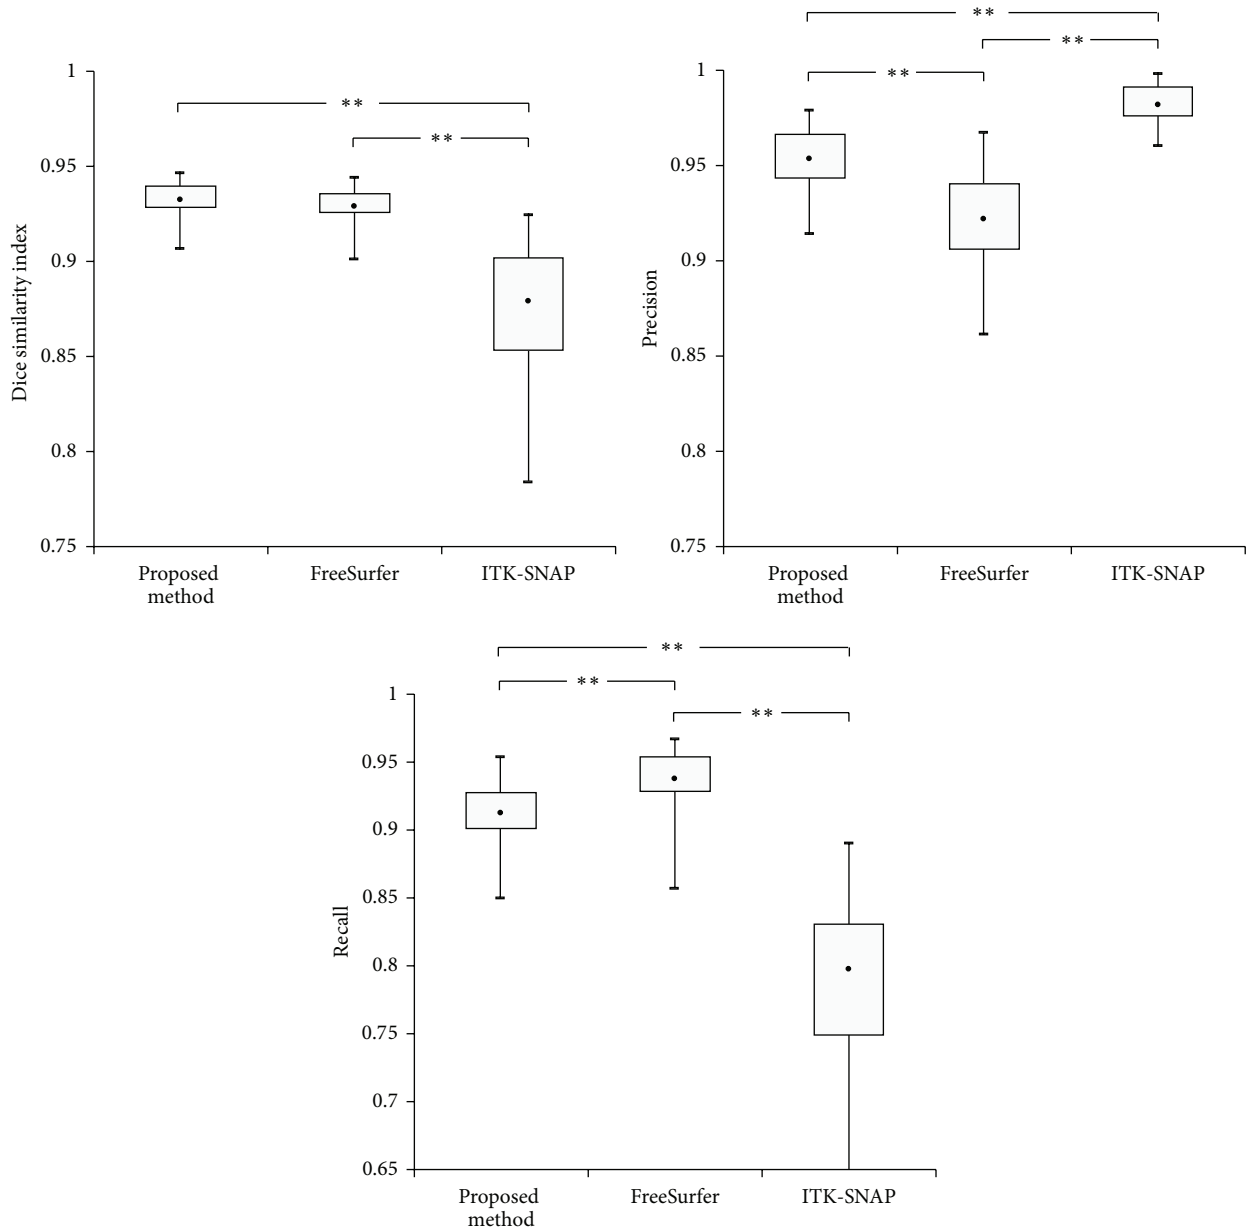 **
**
1
0.95
0.9
0.85
0.8
0.75
Dice similarity index
Proposed
method
FreeSurfer
ITK-SNAP
**
**
**
1
0.95
0.9
0.85
0.8
0.75
Precision
Proposed
method
FreeSurfer
ITK-SNAP
**
**
**
1
0.95
0.9
0.85
0.8
0.75
0.7
0.65
Recall
Proposed
method
FreeSurfer
ITK-SNAP